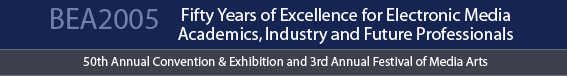 BEA2005 Fifty Years of Excellence for Electronic Media
Academics, Industry and Future Professionals
50th Annual Convention & Exhibition and 3rd Annual Festival of Media Arts